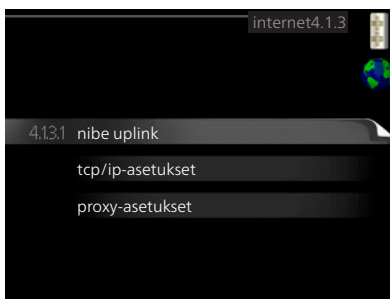 internet4.1.3
4.1.3.1 nibe uplink
tcp/ip-asetukset
proxy-asetukset